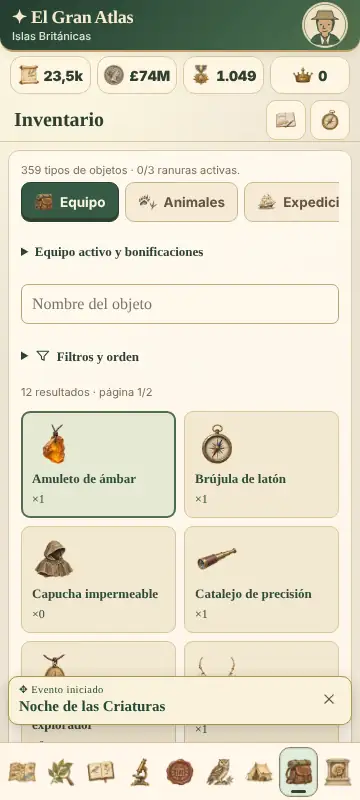 ✦ El Gran Atlas
Islas Británicas
23,5k
£74M
1.049
0
Inventario
359 tipos de objetos · 0/3 ranuras activas.
Equipo
Animales
Expedici
Equipo activo y bonificaciones
Nombre del objeto
Filtros y orden
12 resultados · página 1/2
Amuleto de ámbar
×1
Brújula de latón
×1
Capucha impermeable
×0
Catalejo de precisión
×1
✥ Evento iniciado
Noche de las Criaturas
explorador
×1